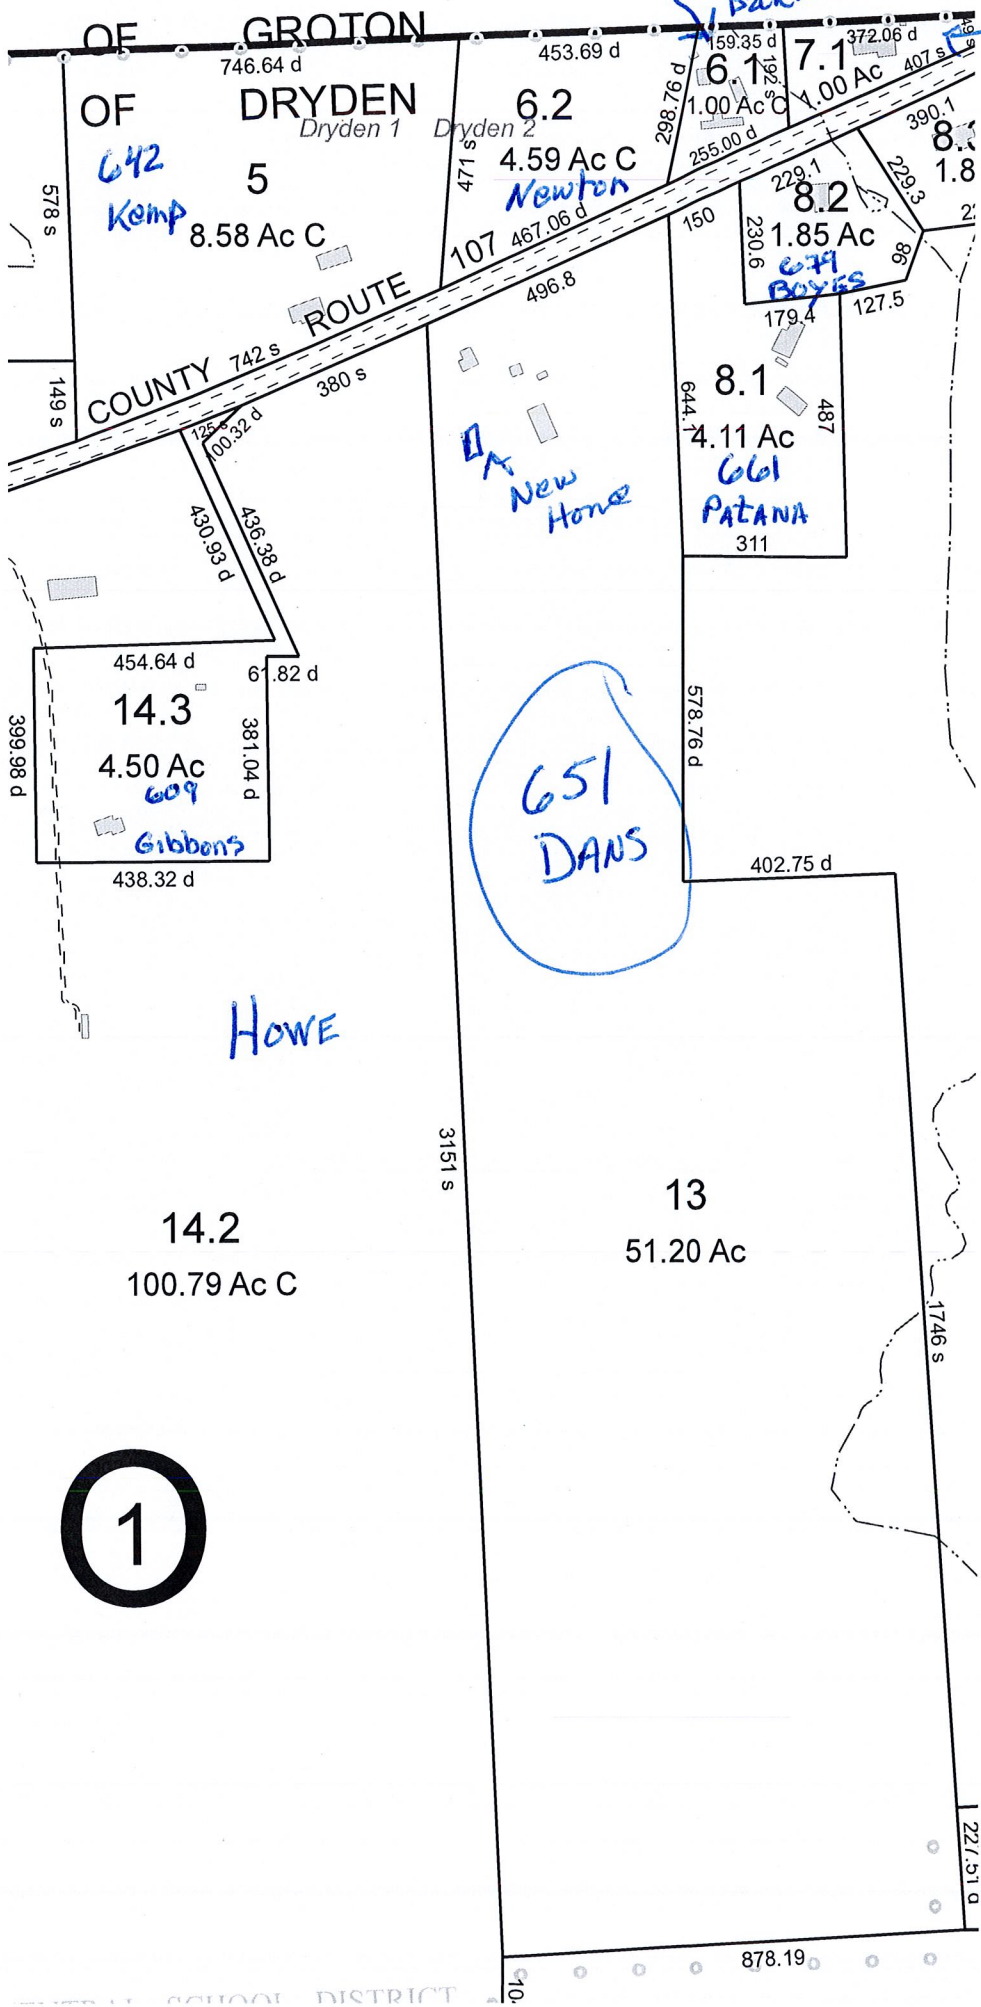 OF GROTON
746.64 d
453.69 d
159.35 d
372.06 d
OF DRYDEN
Dryden 1
Dryden 2
642
Kemp
5
8.58 Ac C
578 s
471 s
6.2
4.59 Ac C
Newton
298.76 d
6.1
1.00 Ac C
192 s
7.1
1.00 Ac
407 s
255.00 d
390.1
229.1
8.2
1.85 Ac
679
BOYES
229.3
98
230.6
179.4
127.5
150
COUNTY ROUTE 107
467.06 d
496.8
742 s
380 s
149 s
125 s
100.32 d
430.93 d
436.38 d
8.1
4.11 Ac
661
PATANA
487
311
New
Home
454.64 d
61.82 d
14.3
4.50 Ac
609
Gibbons
399.98 d
381.04 d
438.32 d
651
DANS
578.76 d
402.75 d
HOWE
3151 s
13
51.20 Ac
14.2
100.79 Ac C
1746 s
1
227.51 d
878.19
SCHOOL DISTRICT